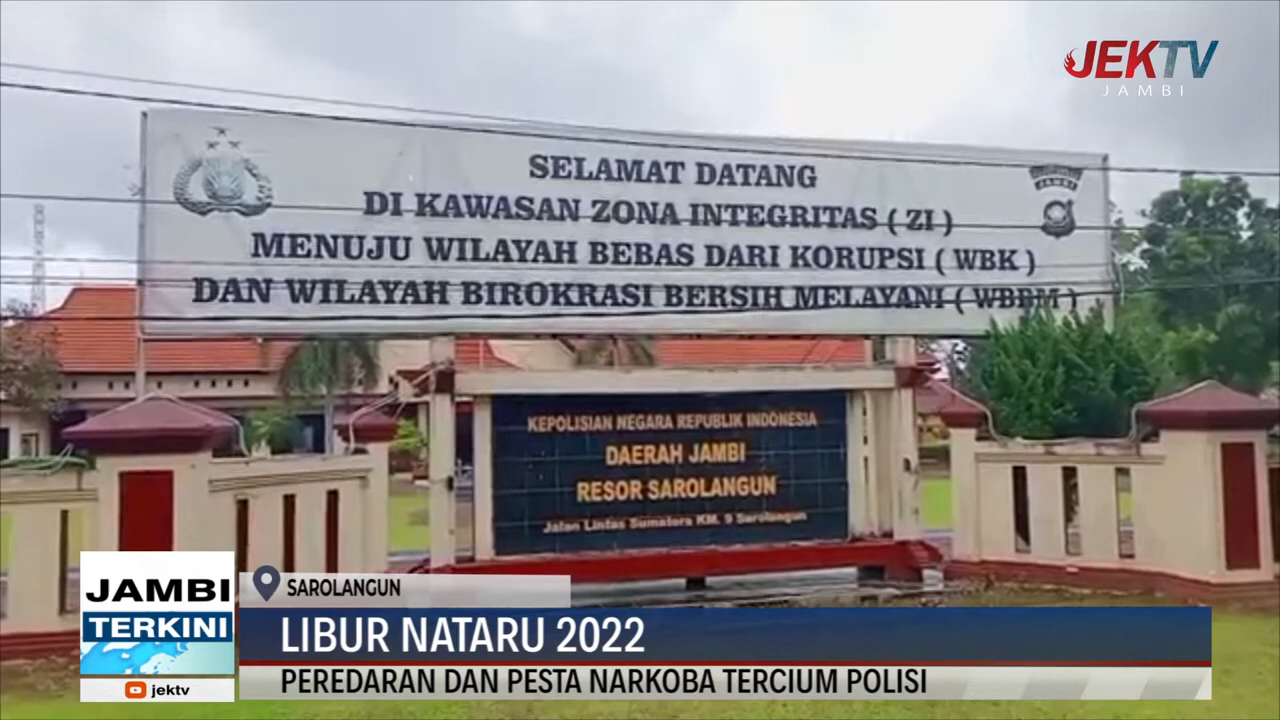 JEKTV
JAMBI
SELAMAT DATANG
DI KAWASAN ZONA INTEGRITAS ( ZI )
MENUJU WILAYAH BEBAS DARI KORUPSI ( WBK )
DAN WILAYAH BIROKRASI BERSIH MELAYANI ( WBBM )
JAMBI
KEPOLISIAN NEGARA REPUBLIK INDONESIA
DAERAH JAMBI
RESOR SAROLANGUN
Jalan Lintas Sumatera KM. 9 Sarolangun
JAMBI
TERKINI
jektv
SAROLANGUN
LIBUR NATARU 2022
PEREDARAN DAN PESTA NARKOBA TERCIUM POLISI